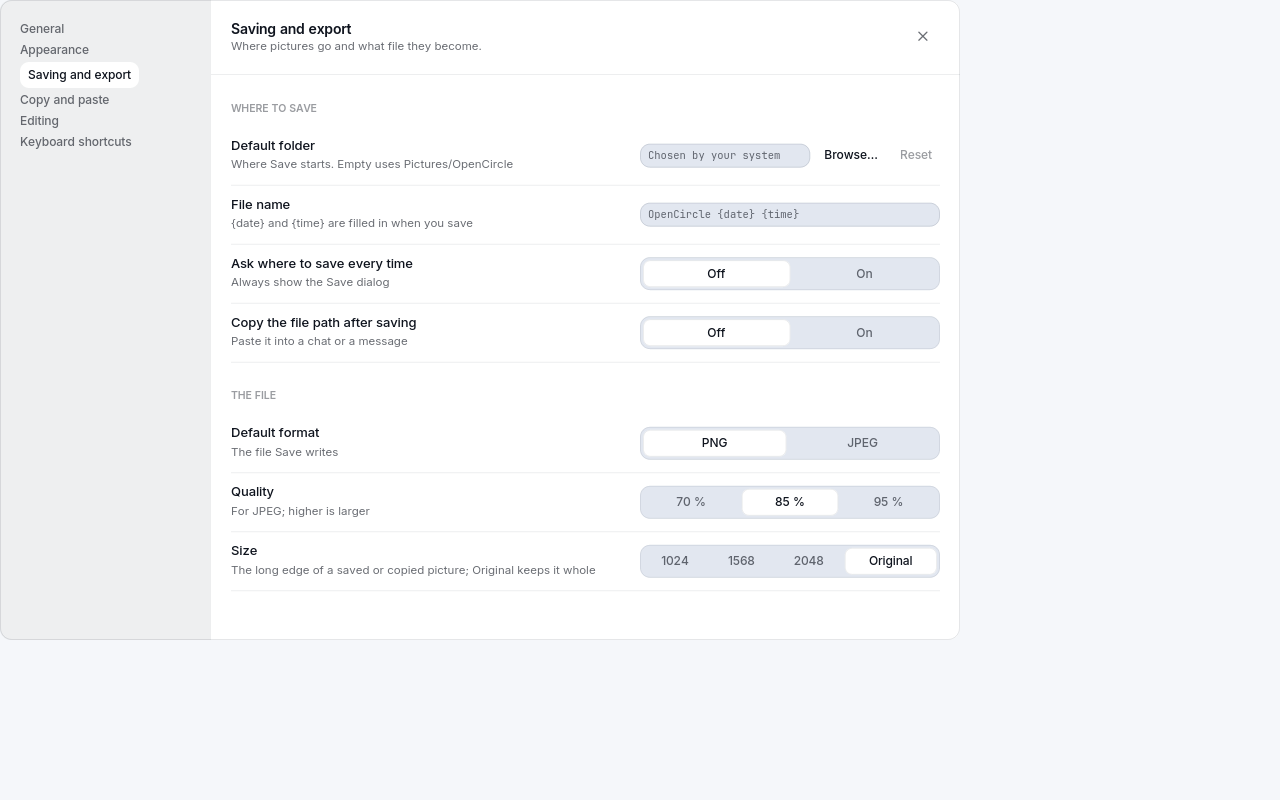 General
Appearance
Saving and export
Copy and paste
Editing
Keyboard shortcuts
Saving and export
Where pictures go and what file they become.
WHERE TO SAVE
Default folder
Where Save starts. Empty uses Pictures/OpenCircle
Chosen by your system
Browse...
Reset
File name
{date} and {time} are filled in when you save
OpenCircle {date} {time}
Ask where to save every time
Always show the Save dialog
Off
On
Copy the file path after saving
Paste it into a chat or a message
Off
On
THE FILE
Default format
The file Save writes
PNG
JPEG
Quality
For JPEG; higher is larger
70 %
85 %
95 %
Size
The long edge of a saved or copied picture; Original keeps it whole
1024
1568
2048
Original